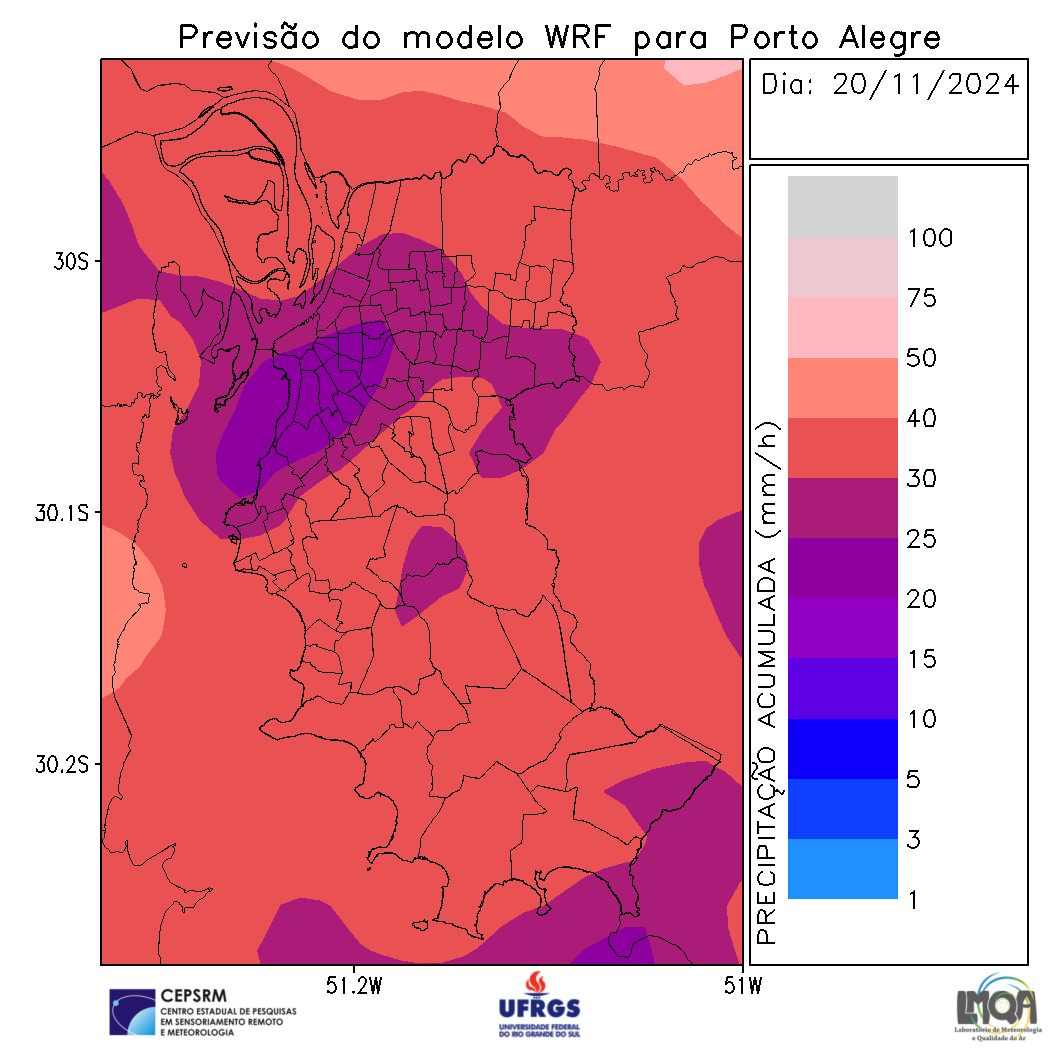 Previsão do modelo WRF para Porto Alegre
Dia: 20/11/2024
100
75
50
40
30
25
20
15
10
5
3
1
PRECIPITAÇÃO ACUMULADA (mm/h)
30S
30.1S
30.2S
51.2W
51W
CEPSRM
CENTRO ESTADUAL DE PESQUISAS
EM SENSORIAMENTO REMOTO
E METEOROLOGIA
UFRGS
UNIVERSIDADE FEDERAL
DO RIO GRANDE DO SUL
LMQA
Laboratório de Meteorologia
e Qualidade do Ar